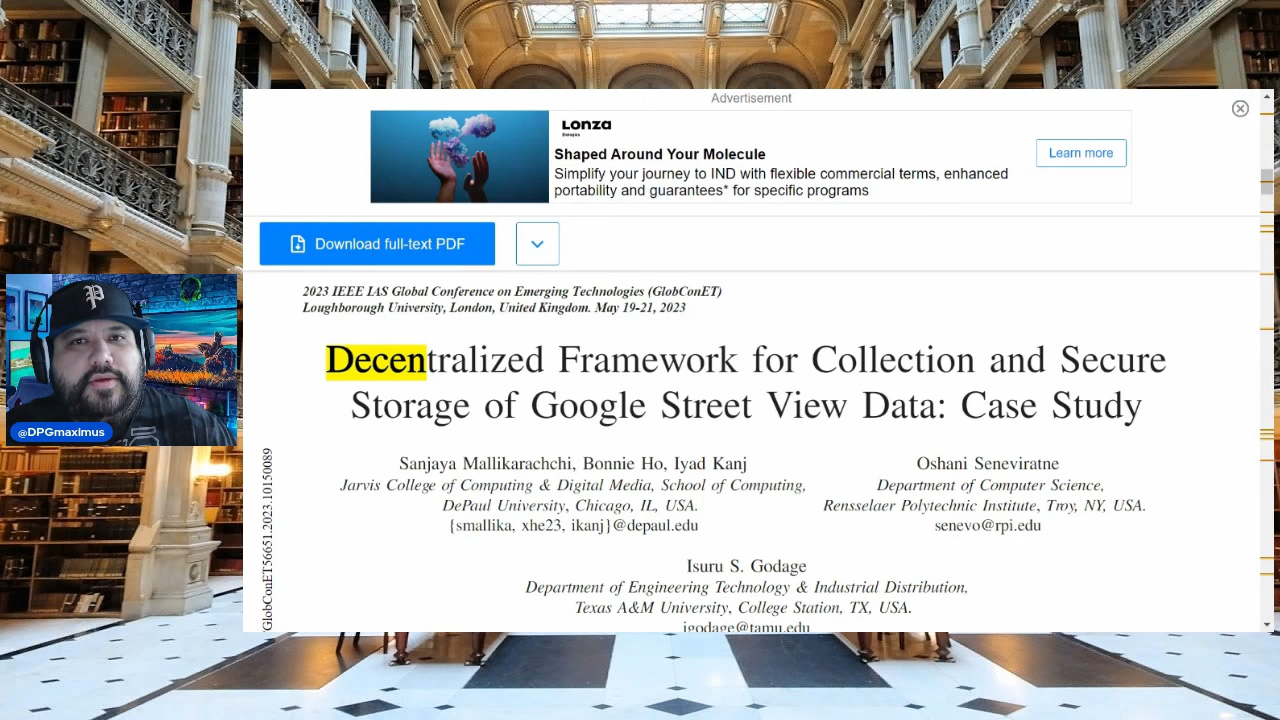 Advertisement
Lonza
Shaped Around Your Molecule
Simplify your journey to IND with flexible commercial terms, enhanced
portability and guarantees* for specific programs
Learn more
Download full-text PDF
2023 IEEE IAS Global Conference on Emerging Technologies (GlobConET)
Loughborough University, London, United Kingdom. May 19-21, 2023
Decentralized Framework for Collection and Secure
Storage of Google Street View Data: Case Study
Sanjaya Mallikarachchi, Bonnie Ho, Iyad Kanj
Jarvis College of Computing & Digital Media, School of Computing,
DePaul University, Chicago, IL, USA.
{smallika, xhe23, ikanj}@depaul.edu
Oshani Seneviratne
Department of Computer Science,
Rensselaer Polytechnic Institute, Troy, NY, USA.
senevo@rpi.edu
Isuru S. Godage
Department of Engineering Technology & Industrial Distribution,
Texas A&M University, College Station, TX, USA.
igodage@tamu.edu
/GlobConET56651.2023.10150089
@DPGmaximus
P